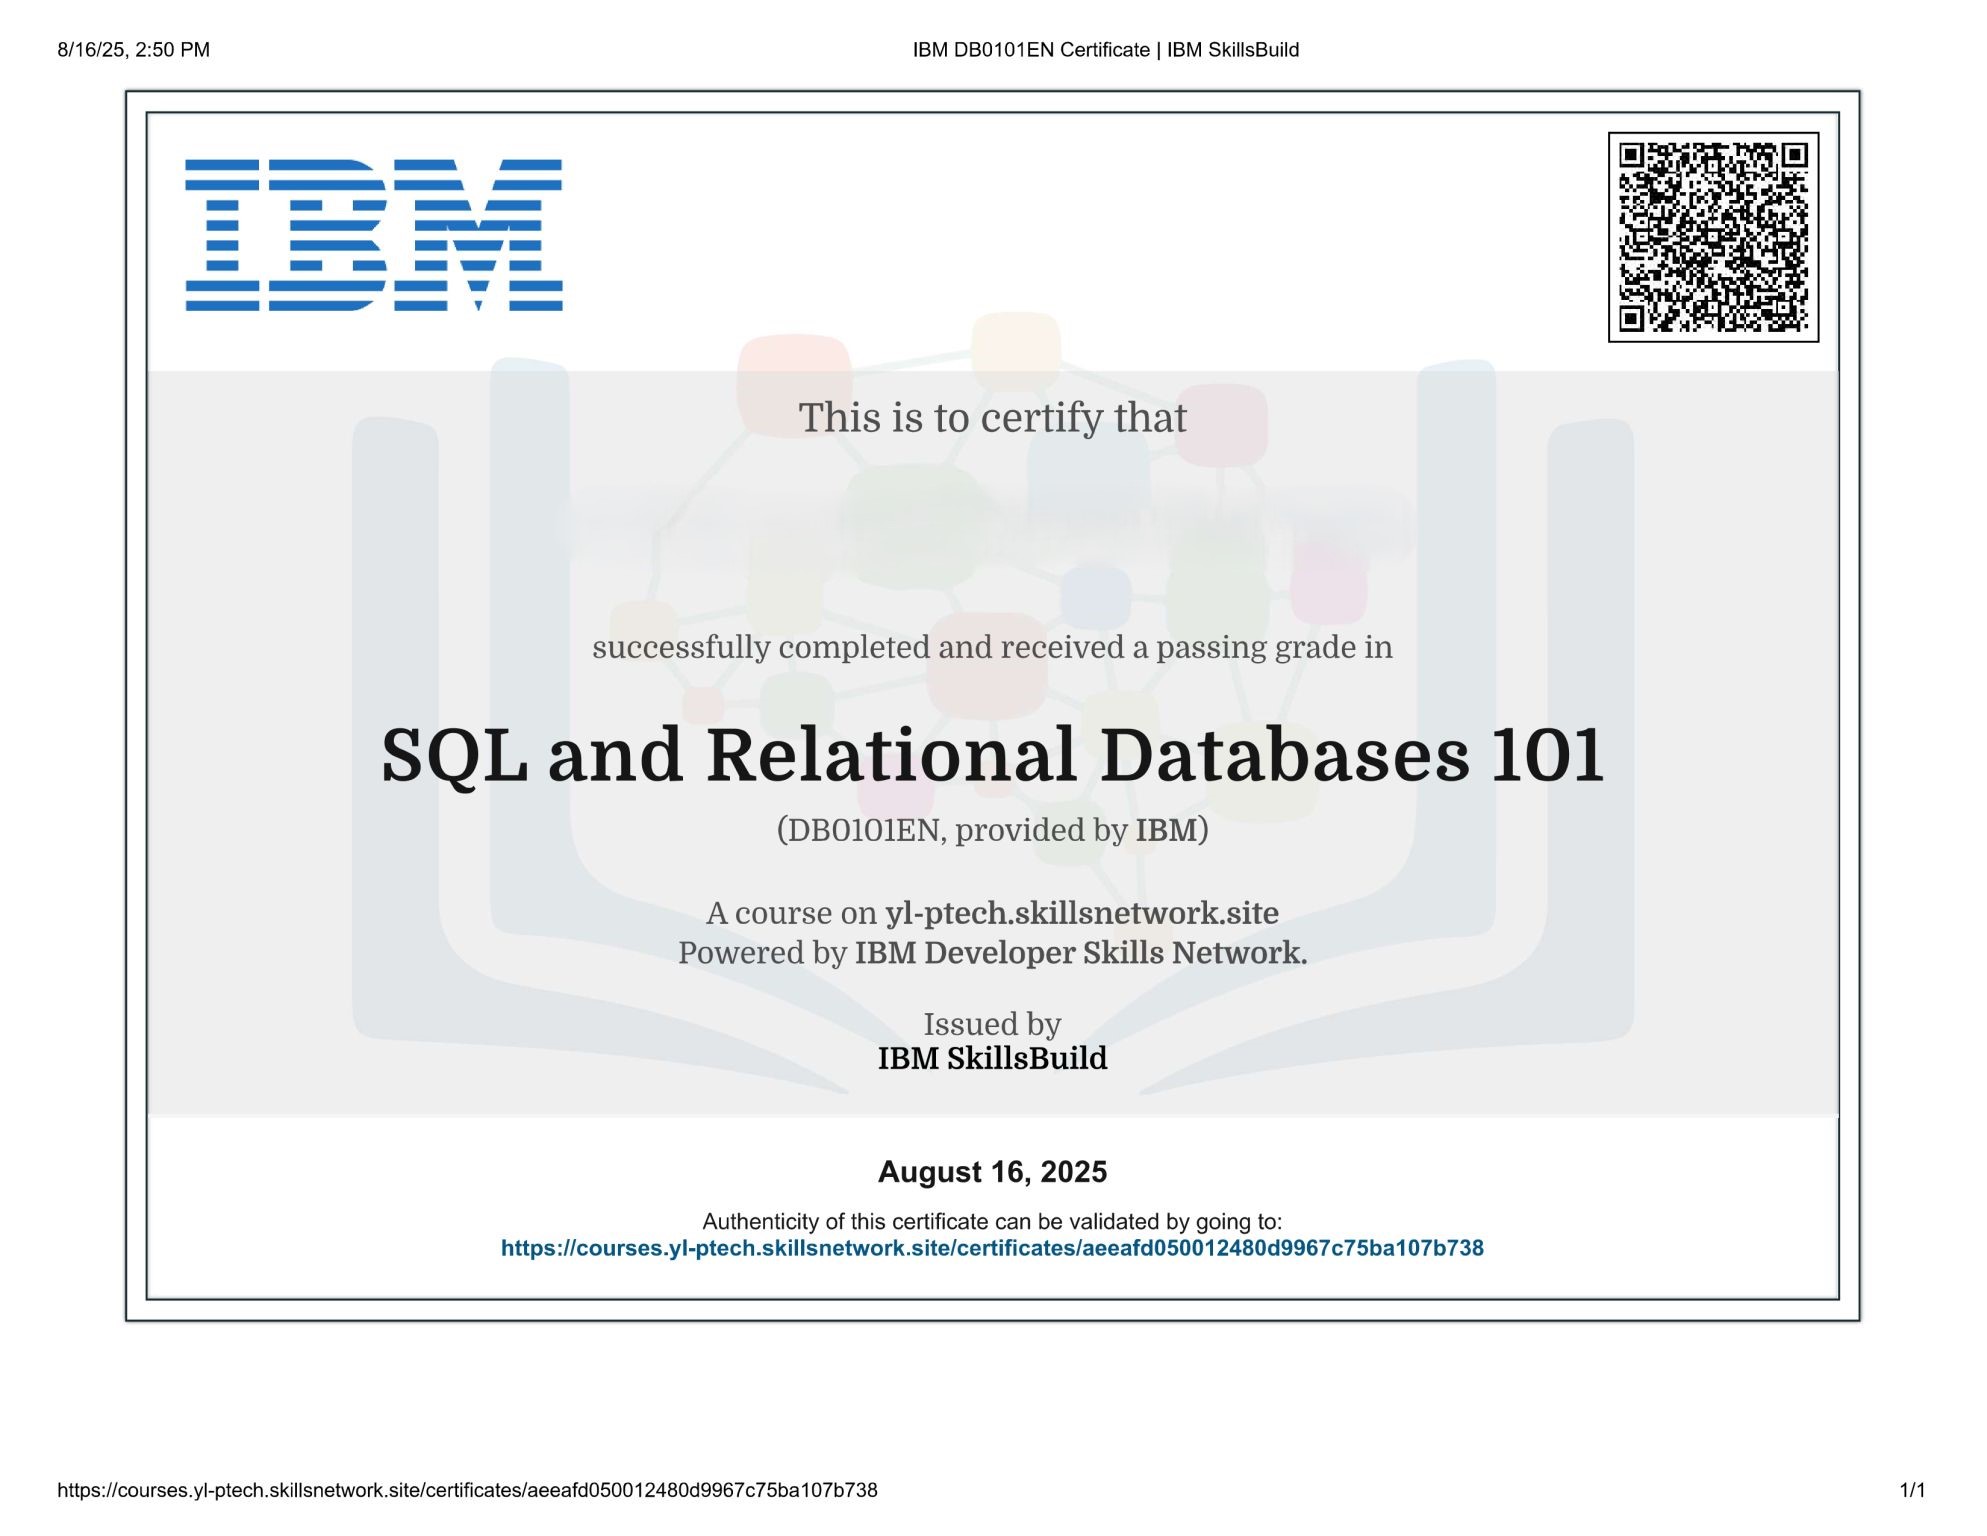 8/16/25, 2:50 PM
IBM DB0101EN Certificate | IBM SkillsBuild
IBM
This is to certify that
successfully completed and received a passing grade in
SQL and Relational Databases 101
(DB0101EN, provided by IBM)
A course on yl-ptech.skillsnetwork.site
Powered by IBM Developer Skills Network.
Issued by
IBM SkillsBuild
August 16, 2025
Authenticity of this certificate can be validated by going to:
https://courses.yl-ptech.skillsnetwork.site/certificates/aeeafd050012480d9967c75ba107b738
https://courses.yl-ptech.skillsnetwork.site/certificates/aeeafd050012480d9967c75ba107b738
1/1